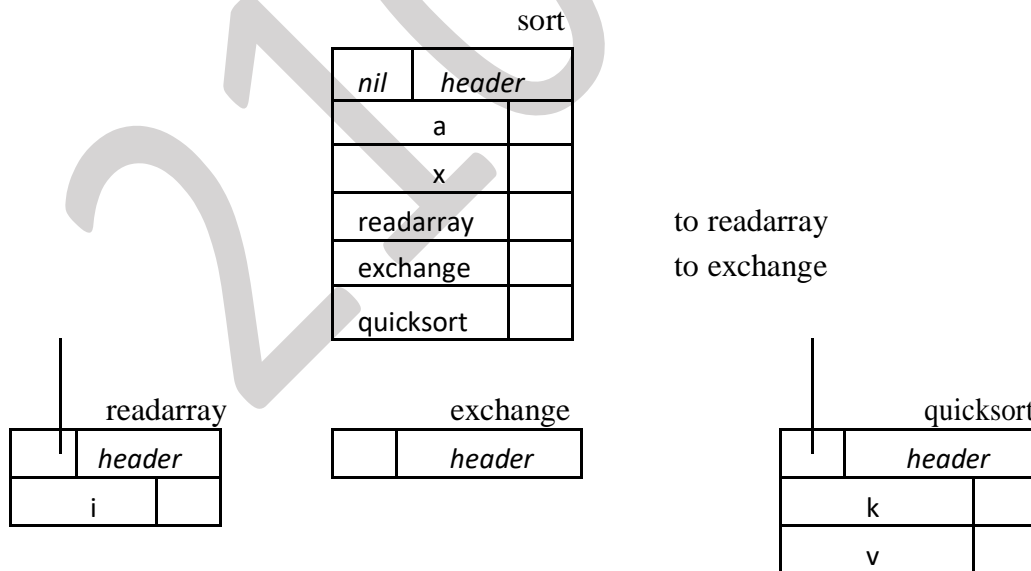 sort
nil header
a
x
readarray to readarray
exchange to exchange
quicksort
readarray exchange quicksort
header header header
i k
v